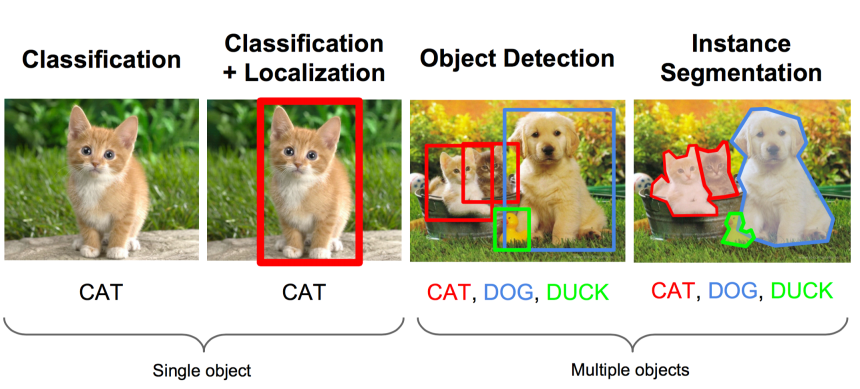 Classification
Classification
+ Localization
Object Detection
Instance
Segmentation
CAT
CAT
CAT, DOG, DUCK
CAT, DOG, DUCK
Single object
Multiple objects